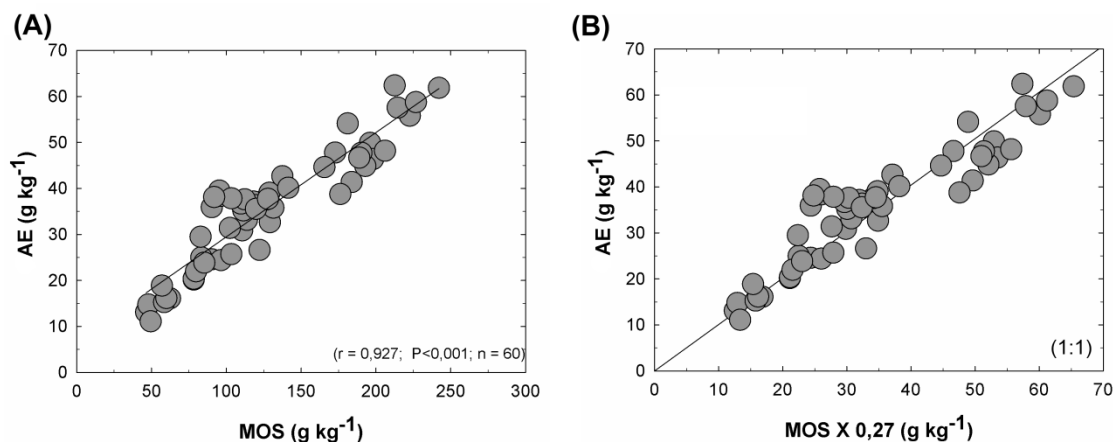 (A)
70
60
50
40
30
20
10
0
AE (g kg⁻¹)
(r = 0,927; P<0,001; n = 60)
0 50 100 150 200 250 300
MOS (g kg⁻¹)
(B)
70
60
50
40
30
20
10
0
AE (g kg⁻¹)
(1:1)
0 10 20 30 40 50 60 70
MOS X 0,27 (g kg⁻¹)